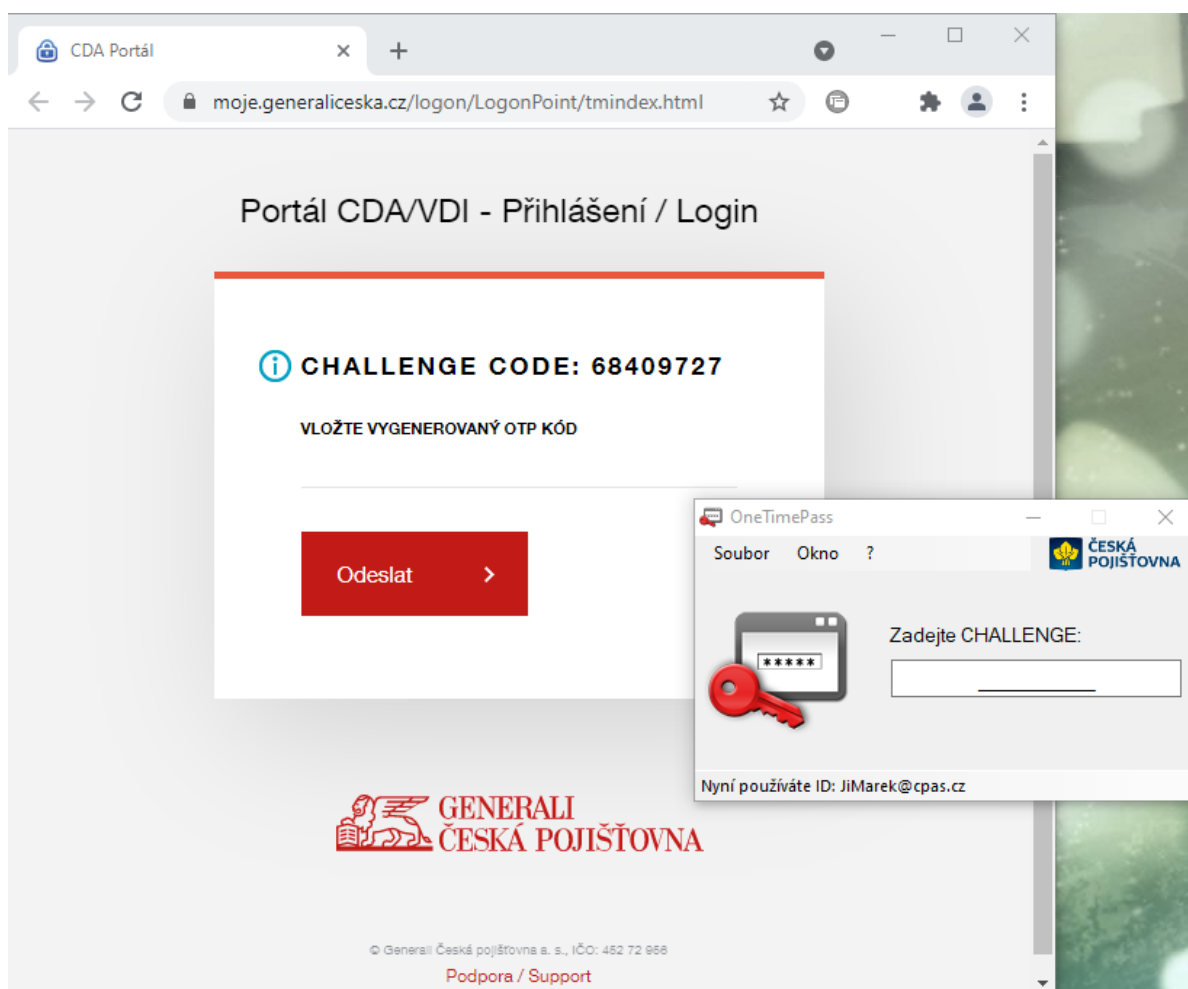 CDA Portál
moje.generaliceska.cz/logon/LogonPoint/tmindex.html
Portál CDA/VDI - Přihlášení / Login
CHALLENGE CODE: 68409727
VLOŽTE VYGENEROVANÝ OTP KÓD
Odeslat
OneTimePass
Soubor Okno ?
ČESKÁ
POJIŠŤOVNA
Zadejte CHALLENGE:
*****
Nyní používáte ID: JiMarek@cpas.cz
GENERALI
ČESKÁ POJIŠŤOVNA
© Generali Česká pojišťovna a. s., IČO: 452 72 956
Podpora / Support